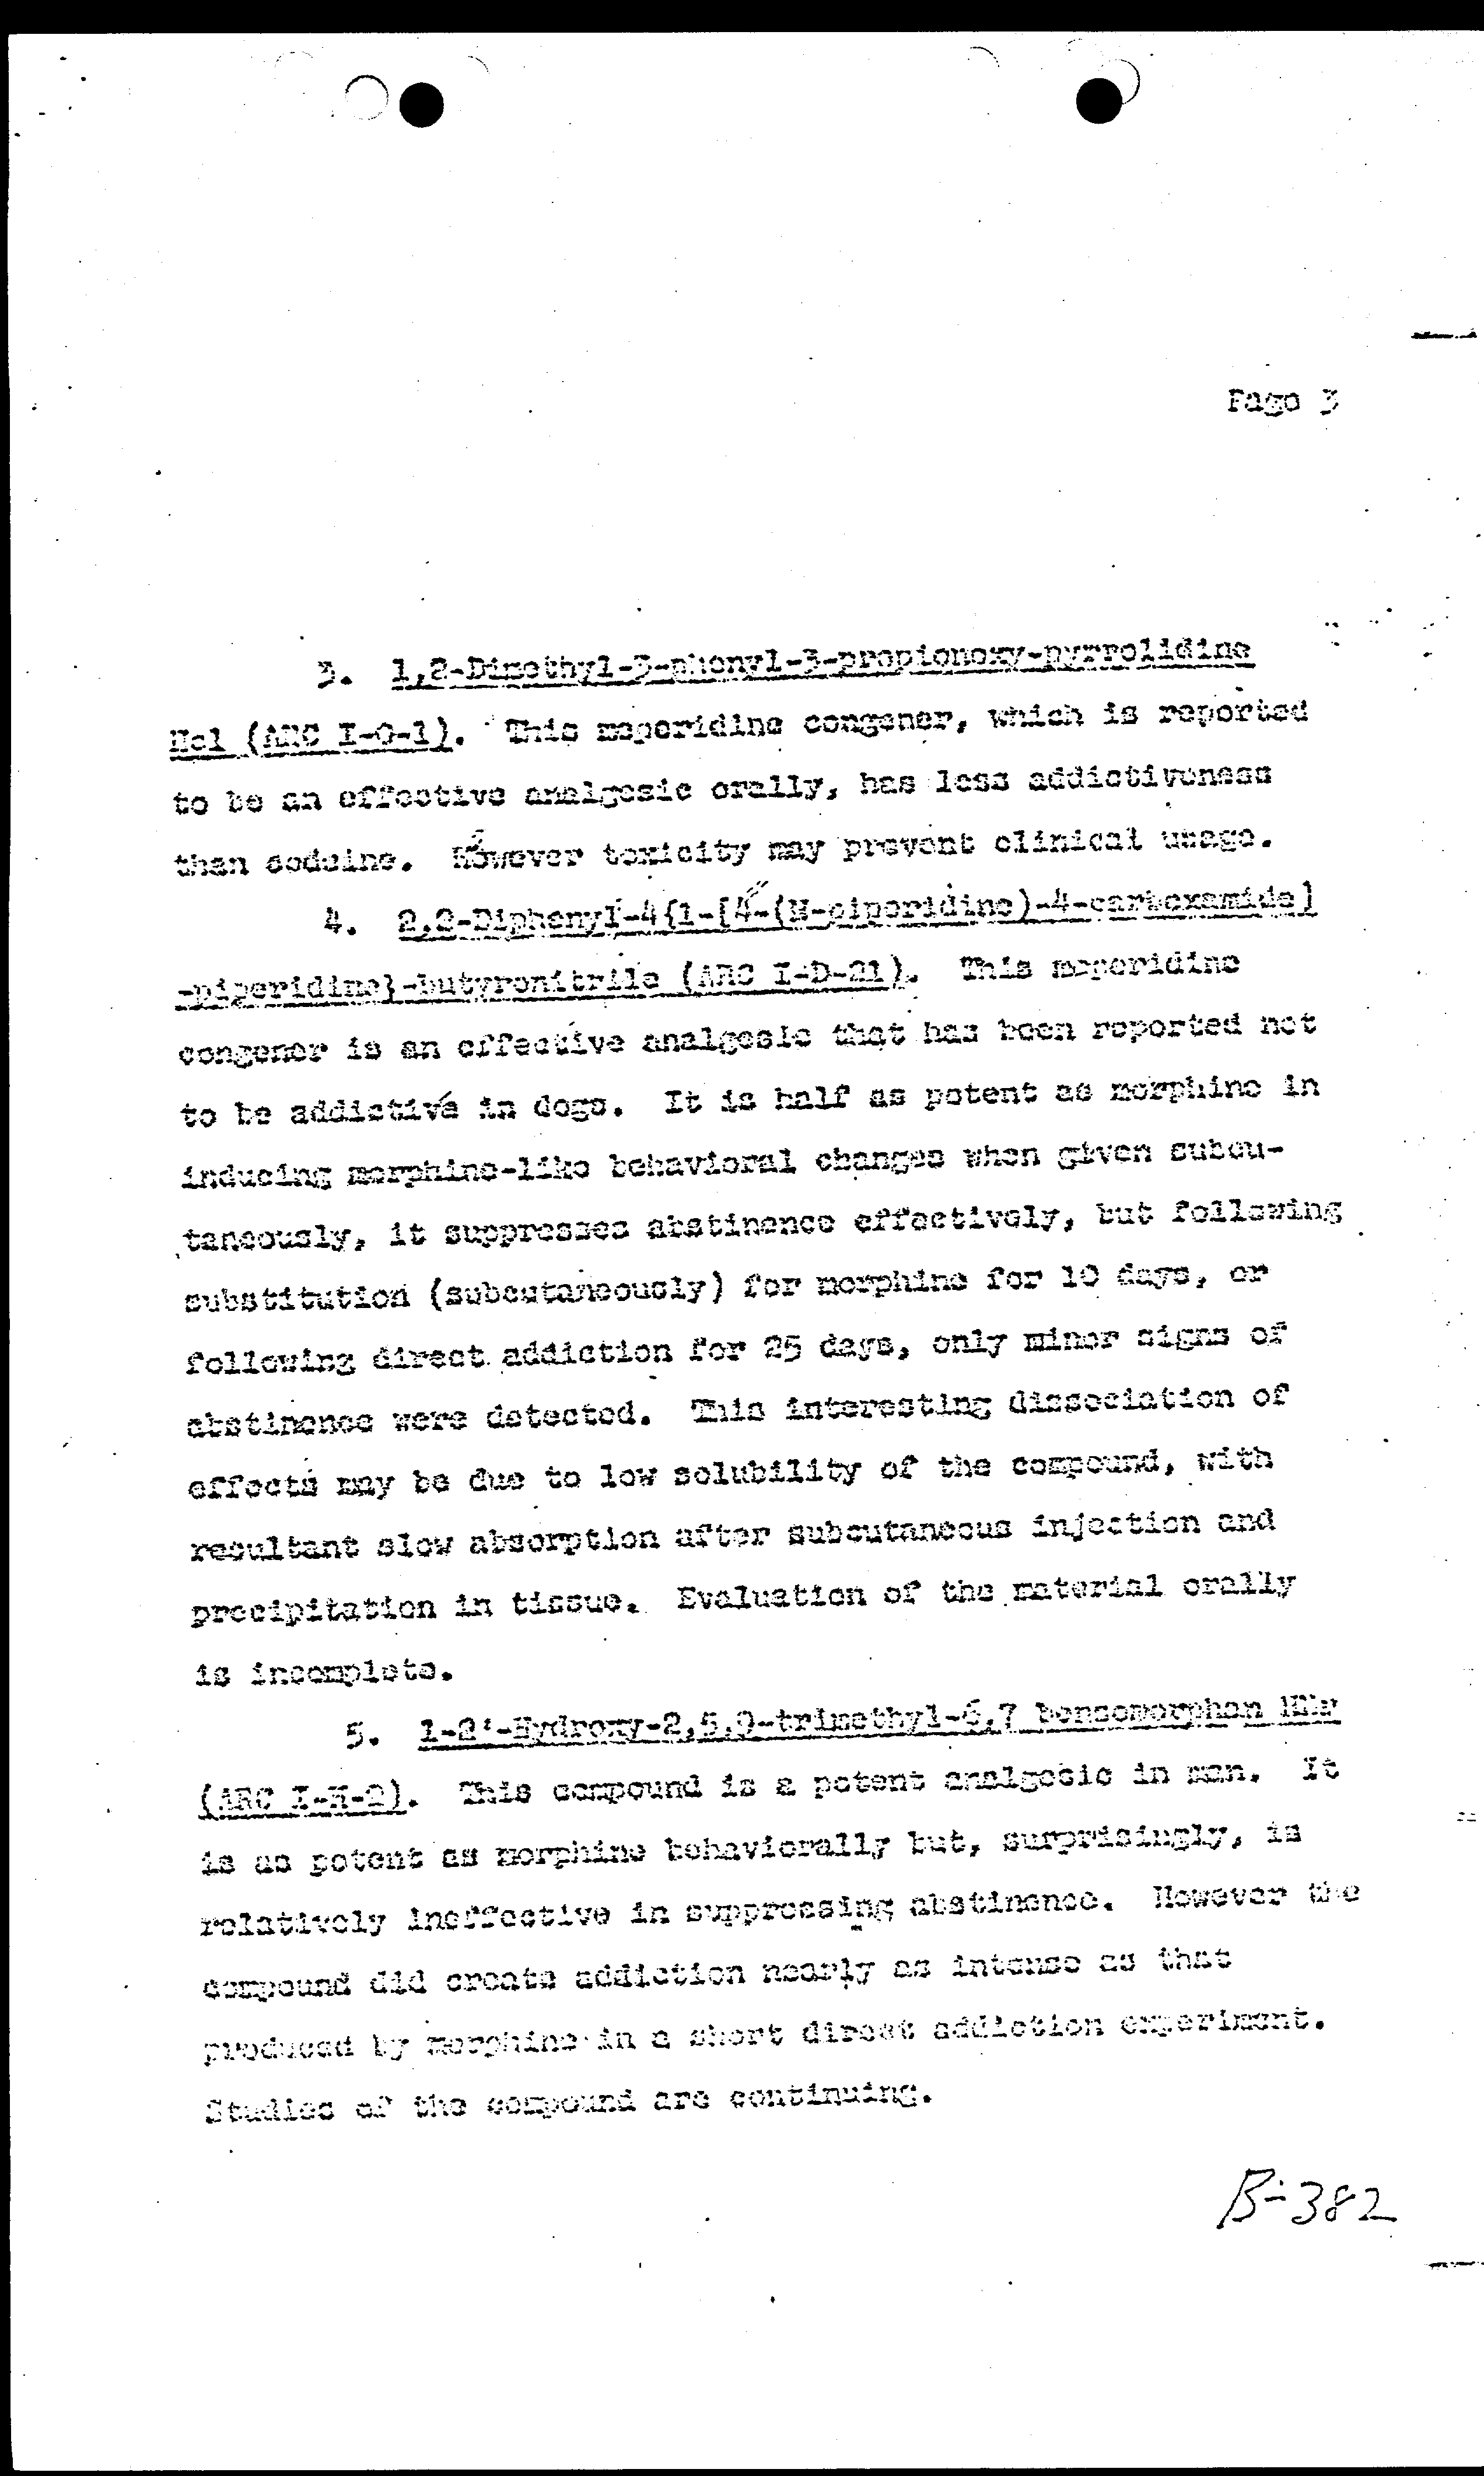 Page 3
3. 1,2-Dimethyl-3-phenyl-3-propionoxy-pyrrolidine
Hcl (ARC I-O-1). This meperidine congener, which is reported
to be an effective analgesic orally, has less addictiveness
than codeine. However toxicity may prevent clinical usage.
4. 2,2-Diphenyl-4{1-[4-(N-piperidine)-4-carboxamide]
-piperidine}-butyronitrile (ARC I-D-21). This meperidine
congener is an effective analgesic that has been reported not
to be addictive in dogs. It is half as potent as morphine in
inducing morphine-like behavioral changes when given subcu-
taneously, it suppresses abstinence effectively, but following
substitution (subcutaneously) for morphine for 10 days, or
following direct addiction for 25 days, only minor signs of
abstinence were detected. This interesting dissociation of
effects may be due to low solubility of the compound, with
resultant slow absorption after subcutaneous injection and
precipitation in tissue. Evaluation of the material orally
is incomplete.
5. 1-2'-Hydroxy-2,5,9-trimethyl-6,7 benzomorphan HBr
(ARC I-K-2). This compound is a potent analgetic in man. It
is as potent as morphine behaviorally but, surprisingly, is
relatively ineffective in suppressing abstinence. However the
compound did create addiction nearly as intense as that
produced by morphine in a short direct addiction experiment.
Studies of the compound are continuing.
B-382